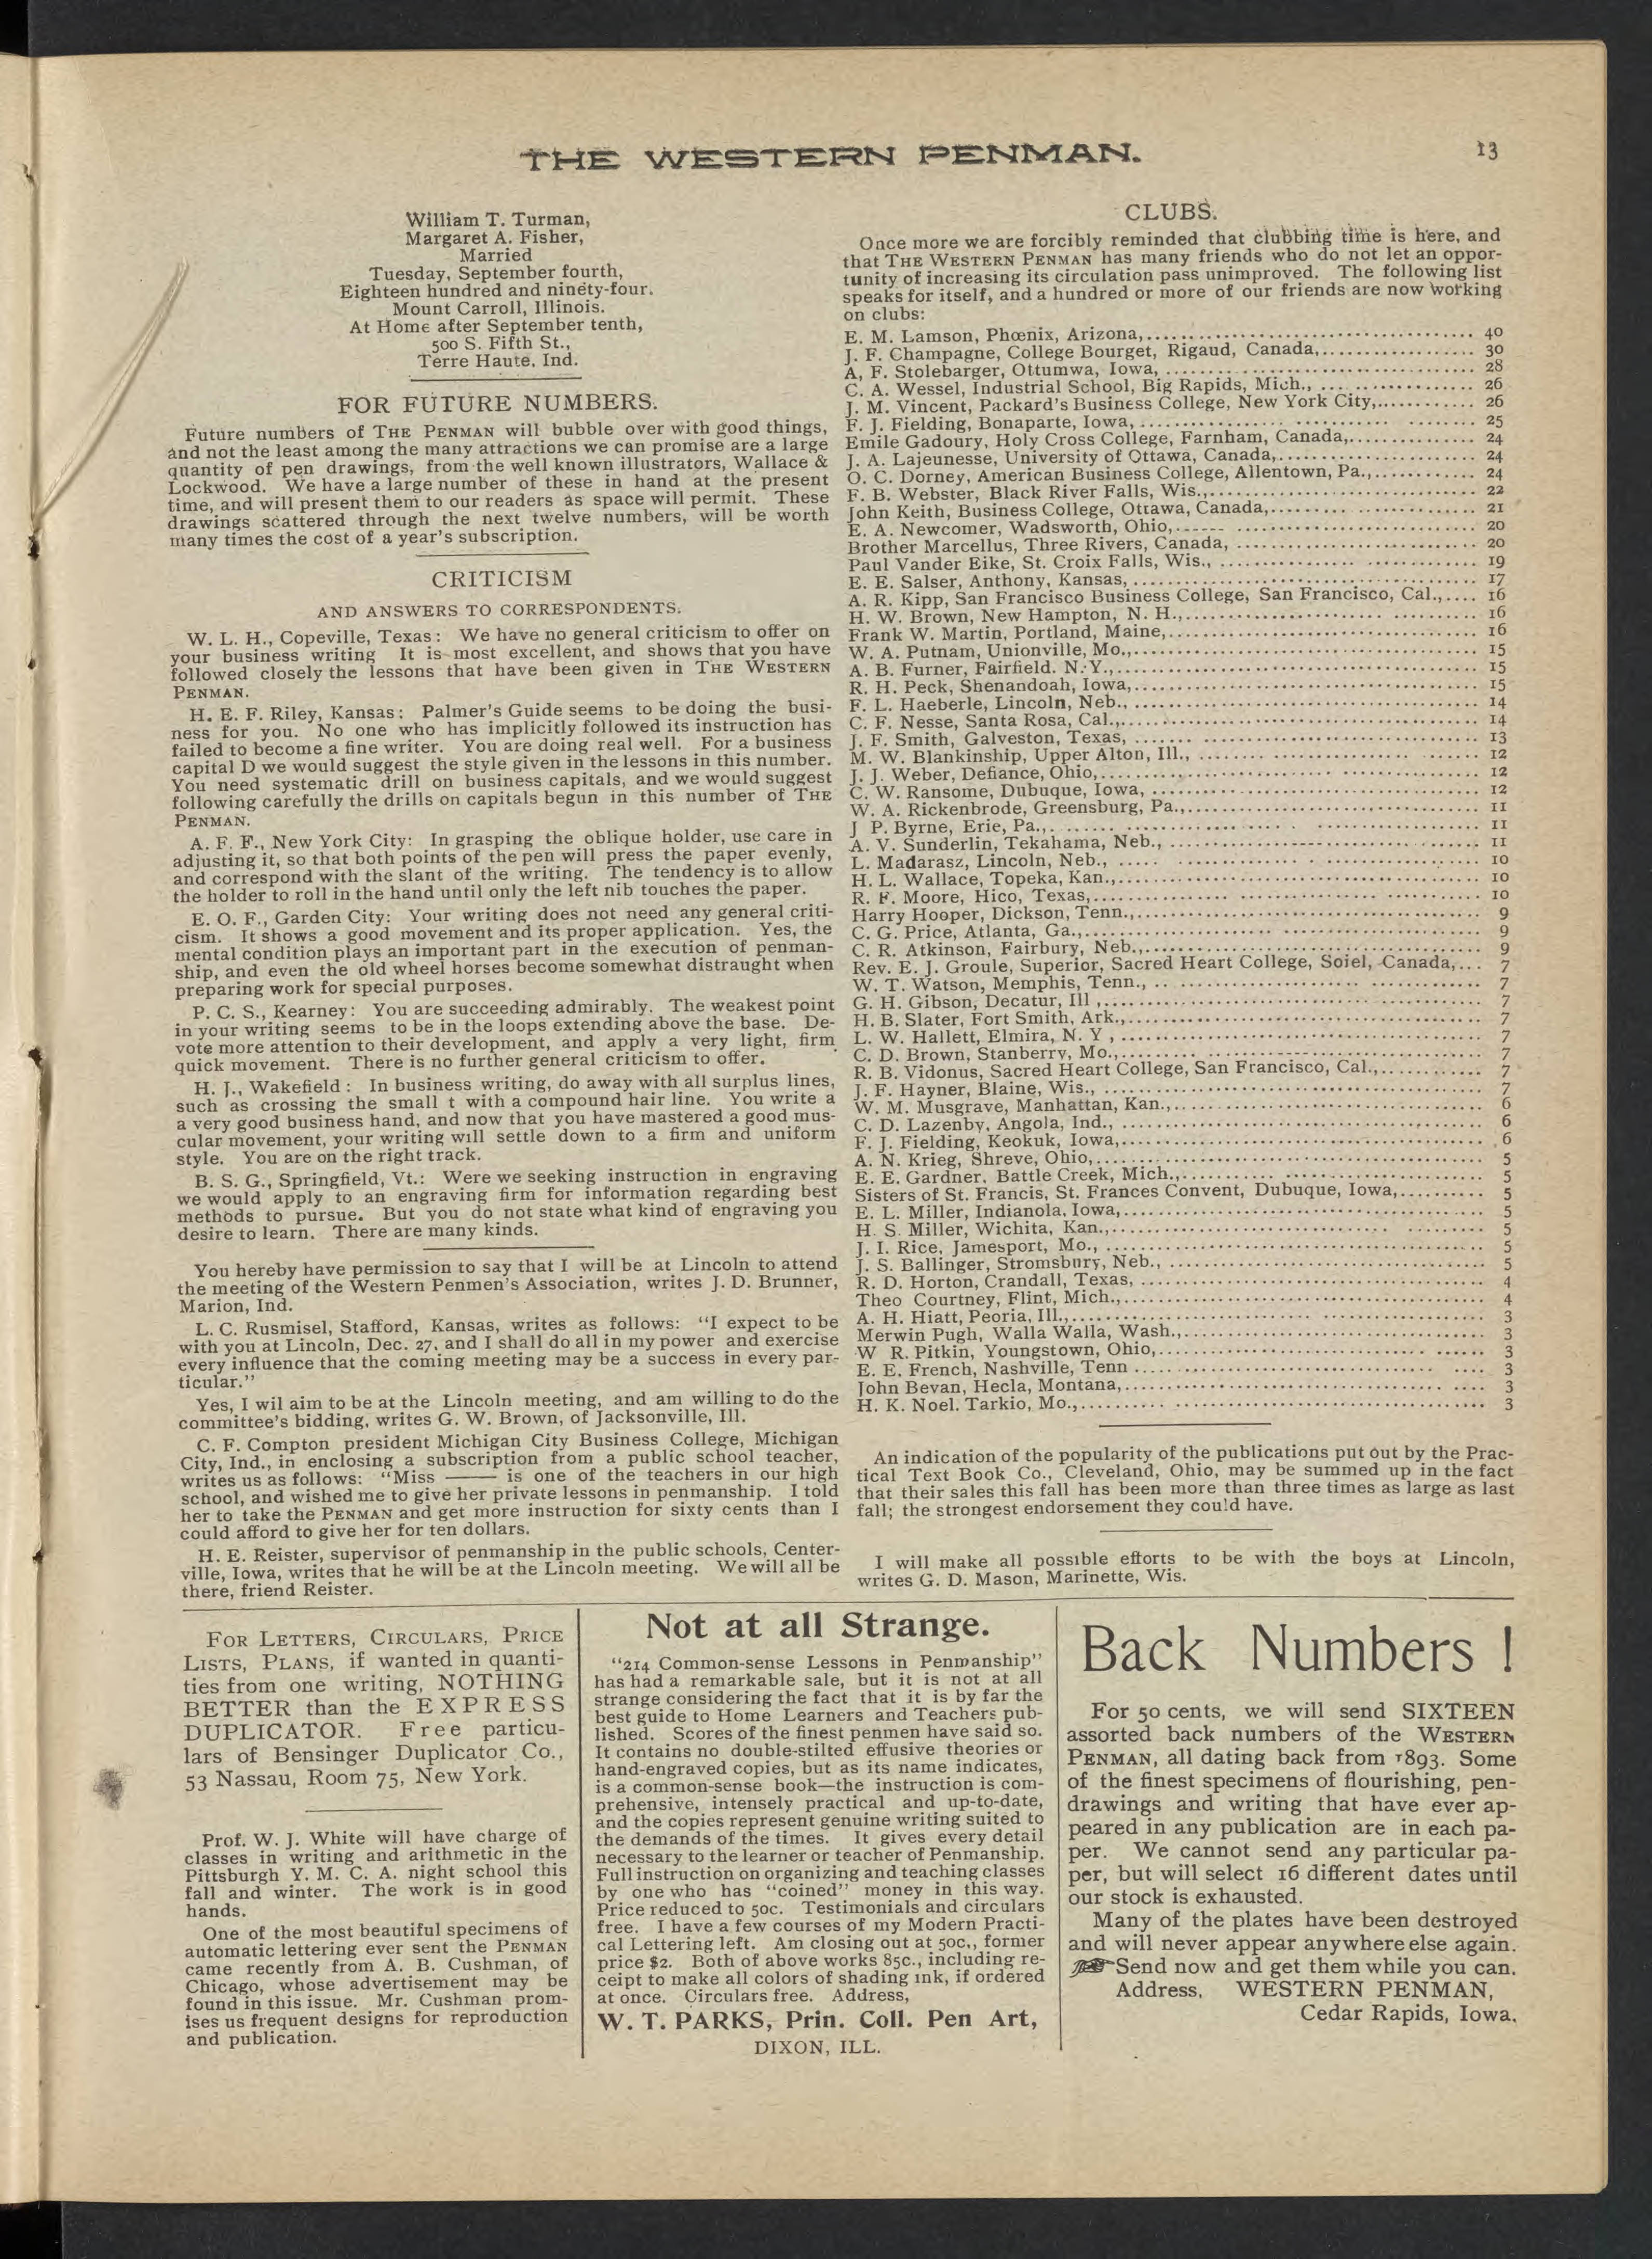 THE WESTERN PENMAN.
13
William T. Turman,
Margaret A. Fisher,
Married
Tuesday, September fourth,
Eighteen hundred and ninety-four.
Mount Carroll, Illinois.
At Home after September tenth,
500 S. Fifth St.,
Terre Haute, Ind.
FOR FUTURE NUMBERS.
Future numbers of THE PENMAN will bubble over with good things,
and not the least among the many attractions we can promise are a large
quantity of pen drawings, from the well known illustrators, Wallace &
Lockwood. We have a large number of these in hand at the present
time, and will present them to our readers as space will permit. These
drawings scattered through the next twelve numbers, will be worth
many times the cost of a year's subscription.
CRITICISM
AND ANSWERS TO CORRESPONDENTS.
W. L. H., Copeville, Texas: We have no general criticism to offer on
your business writing It is most excellent, and shows that you have
followed closely the lessons that have been given in THE WESTERN
PENMAN.
H. E. F. Riley, Kansas: Palmer's Guide seems to be doing the busi-
ness for you. No one who has implicitly followed its instruction has
failed to become a fine writer. You are doing real well. For a business
capital D we would suggest the style given in the lessons in this number.
You need systematic drill on business capitals, and we would suggest
following carefully the drills on capitals begun in this number of THE
PENMAN.
A. F. F., New York City: In grasping the oblique holder, use care in
adjusting it, so that both points of the pen will press the paper evenly,
and correspond with the slant of the writing. The tendency is to allow
the holder to roll in the hand until only the left nib touches the paper.
E. O. F., Garden City: Your writing does not need any general criti-
cism. It shows a good movement and its proper application. Yes, the
mental condition plays an important part in the execution of penman-
ship, and even the old wheel horses become somewhat distraught when
preparing work for special purposes.
P. C. S., Kearney: You are succeeding admirably. The weakest point
in your writing seems to be in the loops extending above the base. De-
vote more attention to their development, and apply a very light, firm
quick movement. There is no further general criticism to offer.
H. J., Wakefield: In business writing, do away with all surplus lines,
such as crossing the small t with a compound hair line. You write a
a very good business hand, and now that you have mastered a good mus-
cular movement, your writing will settle down to a firm and uniform
style. You are on the right track.
B. S. G., Springfield, Vt.: Were we seeking instruction in engraving
we would apply to an engraving firm for information regarding best
methods to pursue. But you do not state what kind of engraving you
desire to learn. There are many kinds.
You hereby have permission to say that I will be at Lincoln to attend
the meeting of the Western Penmen's Association, writes J. D. Brunner,
Marion, Ind.
L. C. Rusmisel, Stafford, Kansas, writes as follows: "I expect to be
with you at Lincoln, Dec. 27, and I shall do all in my power and exercise
every influence that the coming meeting may be a success in every par-
ticular."
Yes, I wil aim to be at the Lincoln meeting, and am willing to do the
committee's bidding, writes G. W. Brown, of Jacksonville, Ill.
C. F. Compton president Michigan City Business College, Michigan
City, Ind., in enclosing a subscription from a public school teacher,
writes us as follows: "Miss —— is one of the teachers in our high
school, and wished me to give her private lessons in penmanship. I told
her to take the PENMAN and get more instruction for sixty cents than I
could afford to give her for ten dollars.
H. E. Reister, supervisor of penmanship in the public schools, Center-
ville, Iowa, writes that he will be at the Lincoln meeting. We will all be
there, friend Reister.
CLUBS.
Once more we are forcibly reminded that clubbing time is here, and
that THE WESTERN PENMAN has many friends who do not let an oppor-
tunity of increasing its circulation pass unimproved. The following list
speaks for itself, and a hundred or more of our friends are now working
on clubs:
E. M. Lamson, Phœnix, Arizona,........ 40
J. F. Champagne, College Bourget, Rigaud, Canada,........ 30
A, F. Stolebarger, Ottumwa, Iowa,........ 28
C. A. Wessel, Industrial School, Big Rapids, Mich.,........ 26
J. M. Vincent, Packard's Business College, New York City,........ 26
F. J. Fielding, Bonaparte, Iowa,........ 25
Emile Gadoury, Holy Cross College, Farnham, Canada,........ 24
J. A. Lajeunesse, University of Ottawa, Canada,........ 24
O. C. Dorney, American Business College, Allentown, Pa.,........ 24
F. B. Webster, Black River Falls, Wis.,........ 22
John Keith, Business College, Ottawa, Canada,........ 21
E. A. Newcomer, Wadsworth, Ohio,........ 20
Brother Marcellus, Three Rivers, Canada,........ 20
Paul Vander Eike, St. Croix Falls, Wis.,........ 19
E. E. Salser, Anthony, Kansas,........ 17
A. R. Kipp, San Francisco Business College, San Francisco, Cal.,.... 16
H. W. Brown, New Hampton, N. H.,........ 16
Frank W. Martin, Portland, Maine,........ 16
W. A. Putnam, Unionville, Mo.,........ 15
A. B. Furner, Fairfield. N. Y.,........ 15
R. H. Peck, Shenandoah, Iowa,........ 15
F. L. Haeberle, Lincoln, Neb.,........ 14
C. F. Nesse, Santa Rosa, Cal.,........ 14
J. F. Smith, Galveston, Texas,........ 13
M. W. Blankinship, Upper Alton, Ill.,........ 12
J. J. Weber, Defiance, Ohio,........ 12
C. W. Ransome, Dubuque, Iowa,........ 12
W. A. Rickenbrode, Greensburg, Pa.,........ 11
J P. Byrne, Erie, Pa.,........ 11
A. V. Sunderlin, Tekahama, Neb.,........ 11
L. Madarasz, Lincoln, Neb.,........ 10
H. L. Wallace, Topeka, Kan.,........ 10
R. F. Moore, Hico, Texas,........ 10
Harry Hooper, Dickson, Tenn.,........ 9
C. G. Price, Atlanta, Ga.,........ 9
C. R. Atkinson, Fairbury, Neb.,........ 9
Rev. E. J. Groule, Superior, Sacred Heart College, Soiel, Canada,... 7
W. T. Watson, Memphis, Tenn.,........ 7
G. H. Gibson, Decatur, Ill ,........ 7
H. B. Slater, Fort Smith, Ark.,........ 7
L. W. Hallett, Elmira, N. Y ,........ 7
C. D. Brown, Stanberry, Mo.,........ 7
R. B. Vidonus, Sacred Heart College, San Francisco, Cal.,........ 7
J. F. Hayner, Blaine, Wis.,........ 7
W. M. Musgrave, Manhattan, Kan.,........ 6
C. D. Lazenby, Angola, Ind.,........ 6
F. J. Fielding, Keokuk, Iowa,........ 6
A. N. Krieg, Shreve, Ohio,........ 5
E. E. Gardner. Battle Creek, Mich.,........ 5
Sisters of St. Francis, St. Frances Convent, Dubuque, Iowa,........ 5
E. L. Miller, Indianola, Iowa,........ 5
H. S. Miller, Wichita, Kan.,........ 5
J. I. Rice, Jamesport, Mo.,........ 5
J. S. Ballinger, Stromsbury, Neb.,........ 5
R. D. Horton, Crandall, Texas,........ 4
Theo Courtney, Flint, Mich.,........ 4
A. H. Hiatt, Peoria, Ill.,........ 3
Merwin Pugh, Walla Walla, Wash.,........ 3
W R. Pitkin, Youngstown, Ohio,........ 3
E. E. French, Nashville, Tenn........ 3
John Bevan, Hecla, Montana,........ 3
H. K. Noel. Tarkio, Mo.,........ 3
An indication of the popularity of the publications put out by the Prac-
tical Text Book Co., Cleveland, Ohio, may be summed up in the fact
that their sales this fall has been more than three times as large as last
fall; the strongest endorsement they could have.
I will make all possible efforts to be with the boys at Lincoln,
writes G. D. Mason, Marinette, Wis.
FOR LETTERS, CIRCULARS, PRICE
LISTS, PLANS, if wanted in quanti-
ties from one writing, NOTHING
BETTER than the EXPRESS
DUPLICATOR. Free particu-
lars of Bensinger Duplicator Co.,
53 Nassau, Room 75, New York.
Prof. W. J. White will have charge of
classes in writing and arithmetic in the
Pittsburgh Y. M. C. A. night school this
fall and winter. The work is in good
hands.
One of the most beautiful specimens of
automatic lettering ever sent the PENMAN
came recently from A. B. Cushman, of
Chicago, whose advertisement may be
found in this issue. Mr. Cushman prom-
ises us frequent designs for reproduction
and publication.
Not at all Strange.
"214 Common-sense Lessons in Penmanship"
has had a remarkable sale, but it is not at all
strange considering the fact that it is by far the
best guide to Home Learners and Teachers pub-
lished. Scores of the finest penmen have said so.
It contains no double-stilted effusive theories or
hand-engraved copies, but as its name indicates,
is a common-sense book—the instruction is com-
prehensive, intensely practical and up-to-date,
and the copies represent genuine writing suited to
the demands of the times. It gives every detail
necessary to the learner or teacher of Penmanship.
Full instruction on organizing and teaching classes
by one who has "coined" money in this way.
Price reduced to 50c. Testimonials and circulars
free. I have a few courses of my Modern Practi-
cal Lettering left. Am closing out at 50c., former
price $2. Both of above works 85c., including re-
ceipt to make all colors of shading ink, if ordered
at once. Circulars free. Address,
W. T. PARKS, Prin. Coll. Pen Art,
DIXON, ILL.
Back Numbers !
For 50 cents, we will send SIXTEEN
assorted back numbers of the WESTERN
PENMAN, all dating back from 1893. Some
of the finest specimens of flourishing, pen-
drawings and writing that have ever ap-
peared in any publication are in each pa-
per. We cannot send any particular pa-
per, but will select 16 different dates until
our stock is exhausted.
Many of the plates have been destroyed
and will never appear anywhere else again.
Send now and get them while you can.
Address, WESTERN PENMAN,
Cedar Rapids, Iowa.